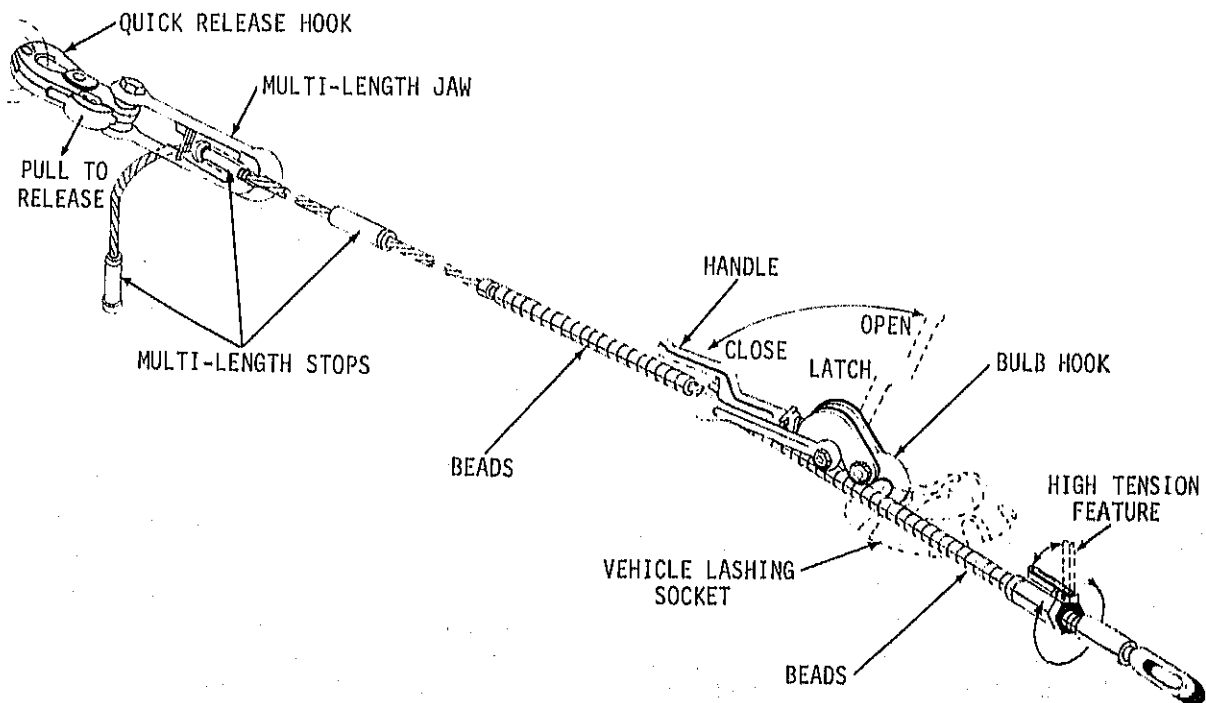 QUICK RELEASE HOOK
MULTI-LENGTH JAW
PULL TO
RELEASE
HANDLE
OPEN
CLOSE
LATCH
BULB HOOK
MULTI-LENGTH STOPS
BEADS
HIGH TENSION
FEATURE
VEHICLE LASHING
SOCKET
BEADS